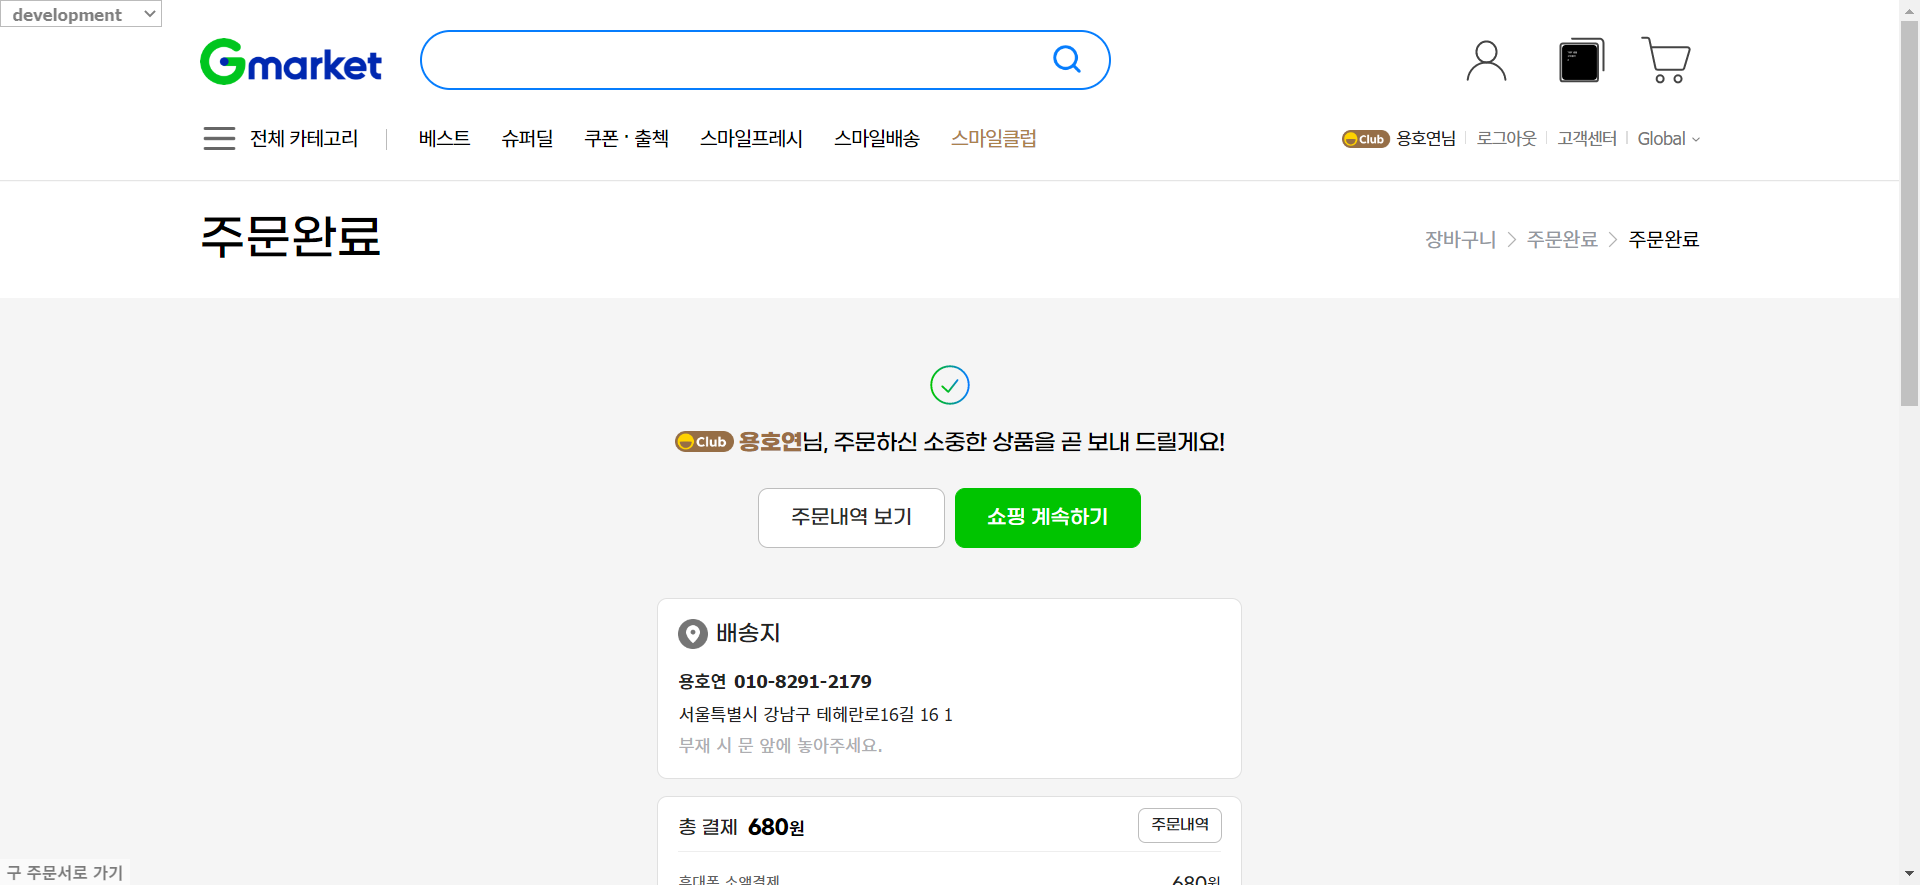 development
Gmarket
전체 카테고리
베스트
슈퍼딜
쿠폰 · 출첵
스마일프레시
스마일배송
스마일클럽
Club 용호연님
로그아웃
고객센터
Global
주문완료
장바구니 > 주문완료 > 주문완료
Club 용호연님, 주문하신 소중한 상품을 곧 보내 드릴게요!
주문내역 보기
쇼핑 계속하기
배송지
용호연 010-8291-2179
서울특별시 강남구 테헤란로16길 16 1
부재 시 문 앞에 놓아주세요.
총 결제 680원
주문내역
휴대폰 소액결제 680원
구 주문서로 가기